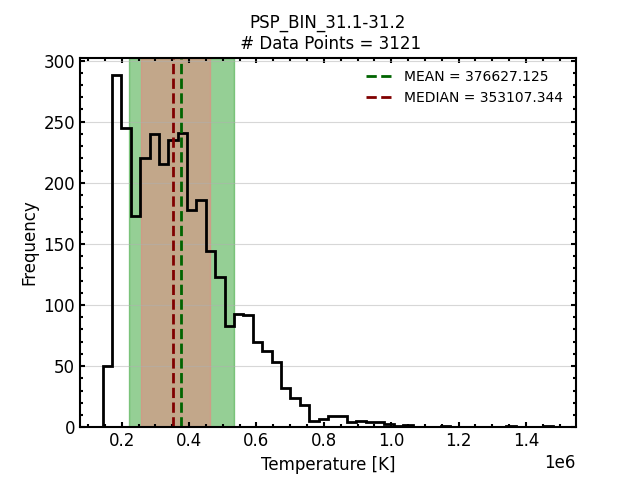 PSP_BIN_31.1-31.2
# Data Points = 3121
MEAN = 376627.125
MEDIAN = 353107.344
Frequency
300
250
200
150
100
50
0
0.2 0.4 0.6 0.8 1.0 1.2 1.4
1e6
Temperature [K]